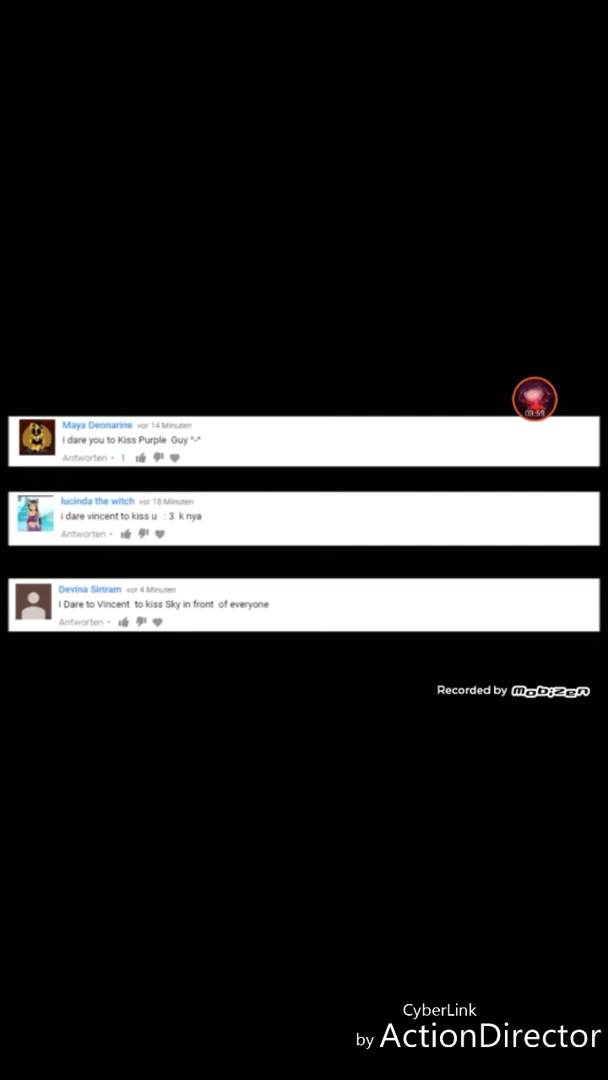 09:59
Maya Deonarine vor 14 Minuten
I dare you to Kiss Purple Guy ^-^
Antworten • 1
lucinda the witch vor 18 Minuten
i dare vincent to kiss u : 3 k nya
Antworten •
Devina Siriram vor 4 Minuten
I Dare to Vincent to kiss Sky in front of everyone
Antworten •
Recorded by Mobizen
CyberLink
by ActionDirector